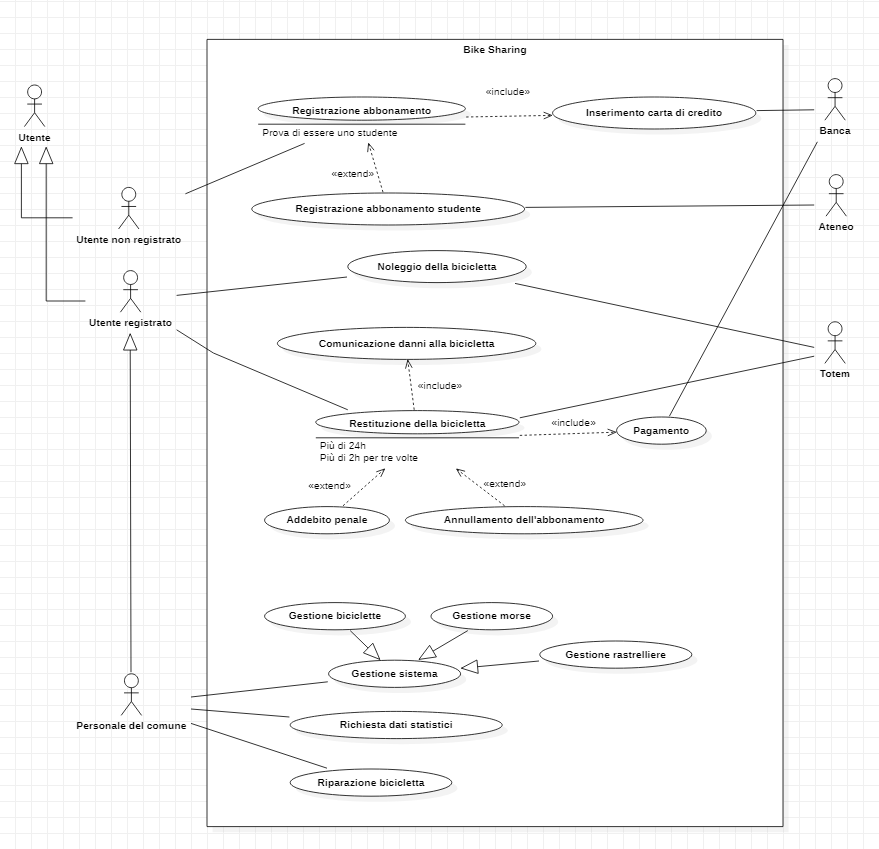 Bike Sharing
«include»
Registrazione abbonamento
Inserimento carta di credito
Prova di essere uno studente
Utente
Banca
«extend»
Registrazione abbonamento studente
Ateneo
Utente non registrato
Noleggio della bicicletta
Utente registrato
Comunicazione danni alla bicicletta
Totem
«include»
Restituzione della bicicletta
«include»
Pagamento
Più di 24h
Più di 2h per tre volte
«extend»
«extend»
Addebito penale
Annullamento dell'abbonamento
Gestione biciclette
Gestione morse
Gestione rastrelliere
Gestione sistema
Personale del comune
Richiesta dati statistici
Riparazione bicicletta